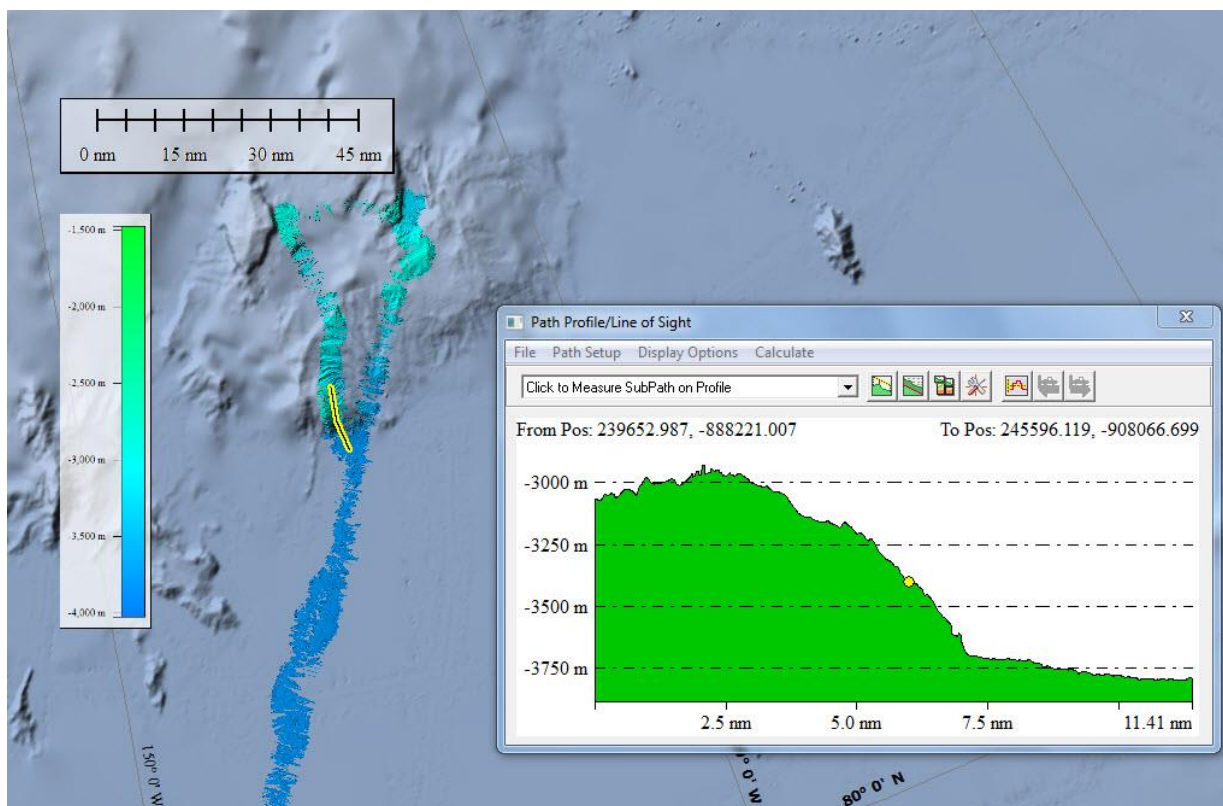 0 nm 15 nm 30 nm 45 nm
-1,500 m
-2,000 m
-2,500 m
-3,000 m
-3,500 m
-4,000 m
Path Profile/Line of Sight
File Path Setup Display Options Calculate
Click to Measure SubPath on Profile
From Pos: 239652.987, -888221.007 To Pos: 245596.119, -908066.699
-3000 m
-3250 m
-3500 m
-3750 m
2.5 nm 5.0 nm 7.5 nm 11.41 nm
150° 0' W
0' W
80° 0' N